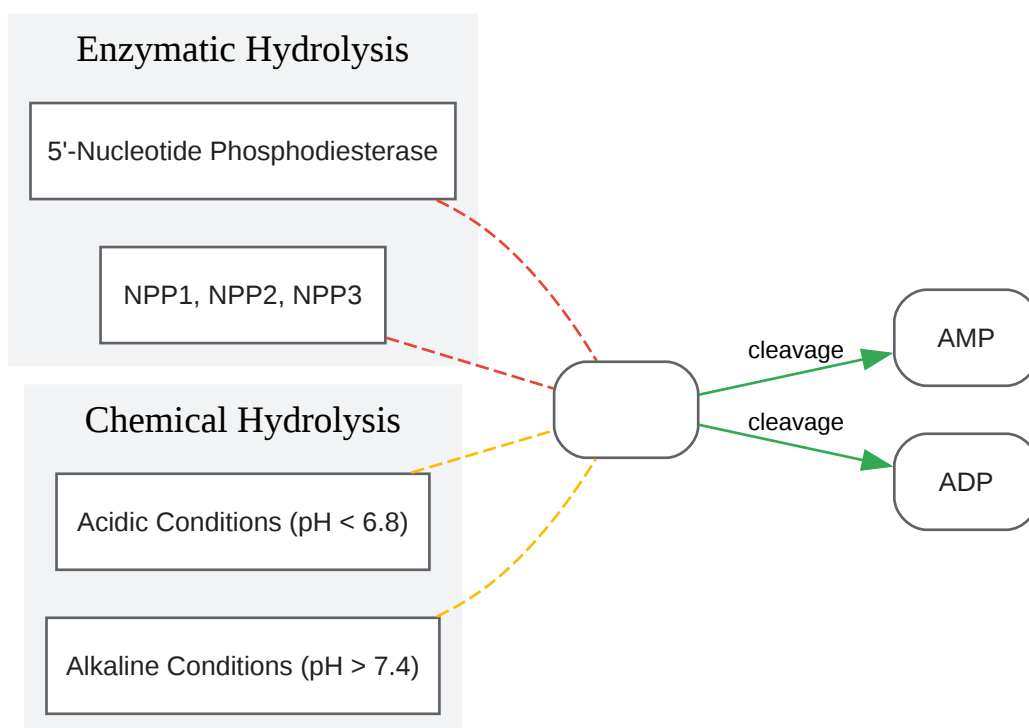 Enzymatic Hydrolysis
5'-Nucleotide Phosphodiesterase
NPP1, NPP2, NPP3
Chemical Hydrolysis
Acidic Conditions (pH < 6.8)
Alkaline Conditions (pH > 7.4)
cleavage
cleavage
AMP
ADP